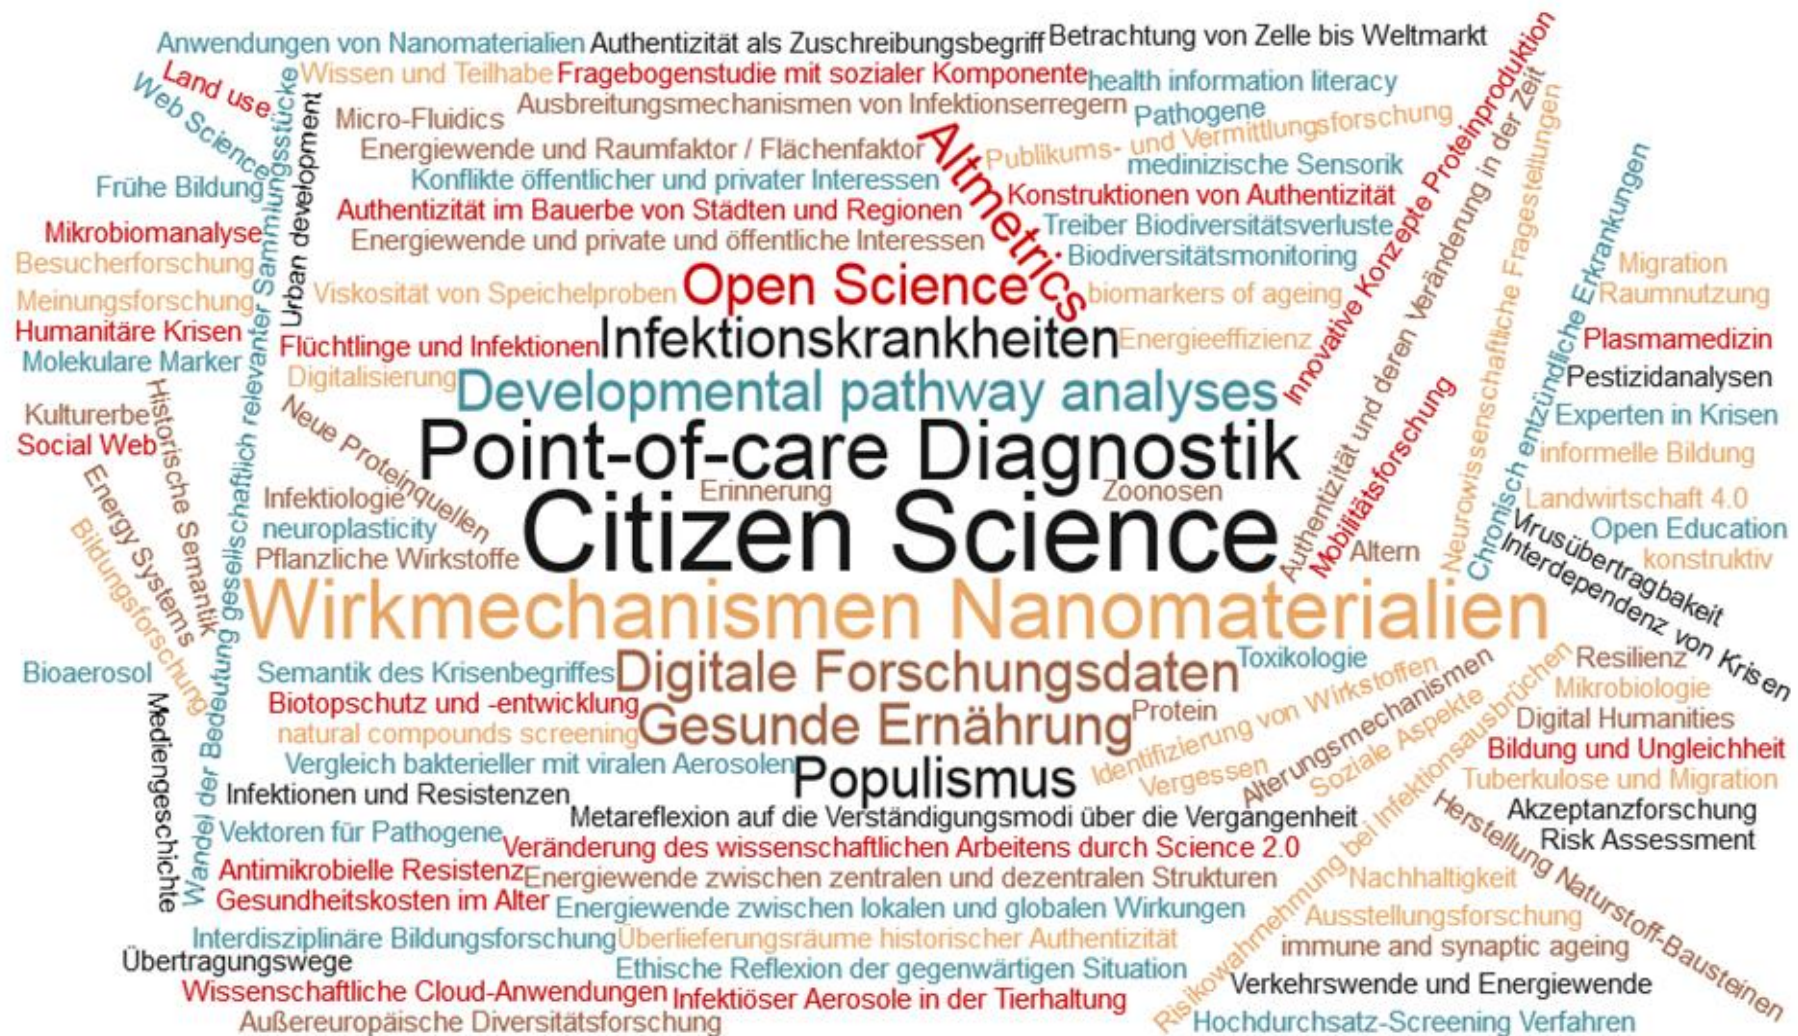 Anwendungen von Nanomaterialien
Authentizität als Zuschreibungsbegriff
Betrachtung von Zelle bis Weltmarkt
Land use
Wissen und Teilhabe
Fragebogenstudie mit sozialer Komponente
health information literacy
Web Science
Micro-Fluidics
Ausbreitungsmechanismen von Infektionserregern
Pathogene
Publikums- und Vermittlungsforschung
Energiewende und Raumfaktor / Flächenfaktor
Altmetrics
medinizische Sensorik
Frühe Bildung
Konflikte öffentlicher und privater Interessen
Konstruktionen von Authentizität
Authentizität im Bauerbe von Städten und Regionen
Treiber Biodiversitätsverluste
Mikrobiomanalyse
Energiewende und private und öffentliche Interessen
Biodiversitätsmonitoring
Besucherforschung
Urban development
Wandel der Bedeutung gesellschaftlich relevanter Sammlungsstücke
Innovative Konzepte Proteinproduktion
Authentizität und deren Veränderung in der Zeit
Neurowissenschaftliche Fragestellungen
Chronisch entzündliche Erkrankungen
Migration
Meinungsforschung
Viskosität von Speichelproben
Open Science
biomarkers of ageing
Raumnutzung
Humanitäre Krisen
Flüchtlinge und Infektionen
Infektionskrankheiten
Energieeffizienz
Plasmamedizin
Molekulare Marker
Digitalisierung
Developmental pathway analyses
Pestizidanalysen
Kulturerbe
Historische Semantik
Neue Proteinquellen
Mobilitätsforschung
Experten in Krisen
Social Web
Point-of-care Diagnostik
informelle Bildung
Energy Systems
Infektiologie
Erinnerung
Zoonosen
Landwirtschaft 4.0
Bildungsforschung
neuroplasticity
Citizen Science
Virusübertragbakeit
Open Education
Pflanzliche Wirkstoffe
Altern
Interdependenz von Krisen
konstruktiv
Wirkmechanismen Nanomaterialien
Bioaerosol
Semantik des Krisenbegriffes
Digitale Forschungsdaten
Toxikologie
Resilienz
Biotopschutz und -entwicklung
Mikrobiologie
Mediengeschichte
natural compounds screening
Gesunde Ernährung
Protein
Identifizierung von Wirkstoffen
Alterungsmechanismen
Soziale Aspekte
Risikowahrnehmung bei Infektionsausbrüchen
Digital Humanities
Bildung und Ungleichheit
Vergleich bakterieller mit viralen Aerosolen
Populismus
Vergessen
Tuberkulose und Migration
Infektionen und Resistenzen
Metareflexion auf die Verständigungsmodi über die Vergangenheit
Herstellung Naturstoff-Bausteinen
Akzeptanzforschung
Vektoren für Pathogene
Veränderung des wissenschaftlichen Arbeitens durch Science 2.0
Risk Assessment
Antimikrobielle Resistenz
Energiewende zwischen zentralen und dezentralen Strukturen
Nachhaltigkeit
Gesundheitskosten im Alter
Energiewende zwischen lokalen und globalen Wirkungen
Ausstellungsforschung
Interdisziplinäre Bildungsforschung
Überlieferungsräume historischer Authentizität
immune and synaptic ageing
Übertragungswege
Ethische Reflexion der gegenwärtigen Situation
Verkehrswende und Energiewende
Wissenschaftliche Cloud-Anwendungen
Infektiöser Aerosole in der Tierhaltung
Außereuropäische Diversitätsforschung
Hochdurchsatz-Screening Verfahren